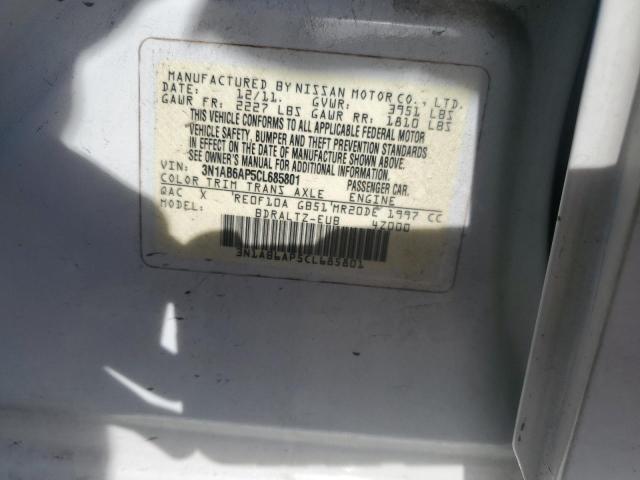 MANUFACTURED BY NISSAN MOTOR CO., LTD.
DATE: 12/11. GVWR: 3951 LBS
GAWR FR: 2227 LBS GAWR RR: 1810 LBS
THIS VEHICLE CONFORMS TO ALL APPLICABLE FEDERAL MOTOR
VEHICLE SAFETY, BUMPER AND THEFT PREVENTION STANDARDS
IN EFFECT ON THE DATE OF MANUFACTURE SHOWN ABOVE.
SEE OWNER'S MANUAL FOR ADDITIONAL INFORMATION.
VIN: 3N1AB6AP5CL685801 PASSENGER CAR.
COLOR TRIM TRANS AXLE ENGINE
QAC X RE0F10A GB51 MR20DE 1997 CC
MODEL: BDRALTZ-EUB 4Z000
3N1AB6AP5CL685801